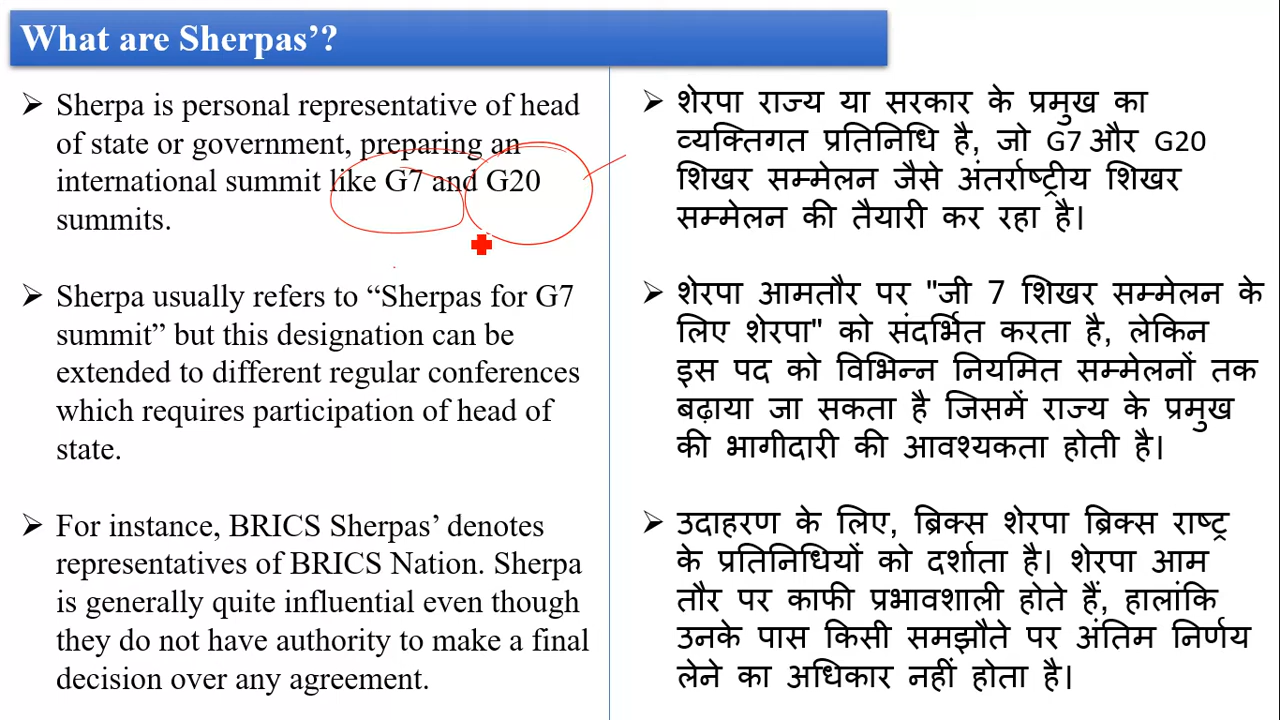 What are Sherpas’?
➢ Sherpa is personal representative of head
of state or government, preparing an
international summit like G7 and G20
summits.
➢ Sherpa usually refers to “Sherpas for G7
summit” but this designation can be
extended to different regular conferences
which requires participation of head of
state.
➢ For instance, BRICS Sherpas’ denotes
representatives of BRICS Nation. Sherpa
is generally quite influential even though
they do not have authority to make a final
decision over any agreement.
➢ शेरपा राज्य या सरकार के प्रमुख का
व्यक्तिगत प्रतिनिधि है, जो G7 और G20
शिखर सम्मेलन जैसे अंतर्राष्ट्रीय शिखर
सम्मेलन की तैयारी कर रहा है।
➢ शेरपा आमतौर पर "जी 7 शिखर सम्मेलन के
लिए शेरपा" को संदर्भित करता है, लेकिन
इस पद को विभिन्न नियमित सम्मेलनों तक
बढ़ाया जा सकता है जिसमें राज्य के प्रमुख
की भागीदारी की आवश्यकता होती है।
➢ उदाहरण के लिए, ब्रिक्स शेरपा ब्रिक्स राष्ट्र
के प्रतिनिधियों को दर्शाता है। शेरपा आम
तौर पर काफी प्रभावशाली होते हैं, हालांकि
उनके पास किसी समझौते पर अंतिम निर्णय
लेने का अधिकार नहीं होता है।